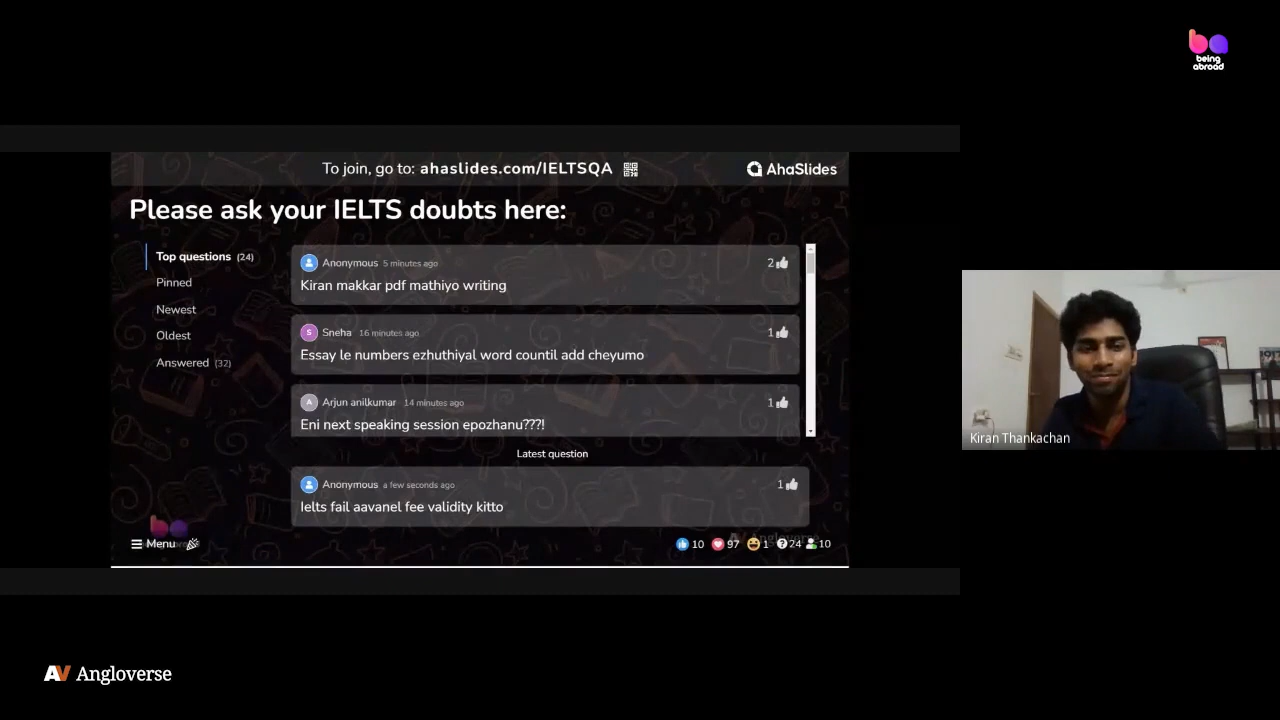 being
abroad
To join, go to: ahaslides.com/IELTSQA
AhaSlides
Please ask your IELTS doubts here:
Top questions (24)
Pinned
Newest
Oldest
Answered (32)
Anonymous 5 minutes ago
2
Kiran makkar pdf mathiyo writing
S Sneha 16 minutes ago
1
Essay le numbers ezhuthiyal word countil add cheyumo
A Arjun anilkumar 14 minutes ago
1
Eni next speaking session epozhanu???!
Latest question
Anonymous a few seconds ago
1
Ielts fail aavanel fee validity kitto
Menu
10 97 1 24 10
Angloverse
Kiran Thankachan
AV Angloverse